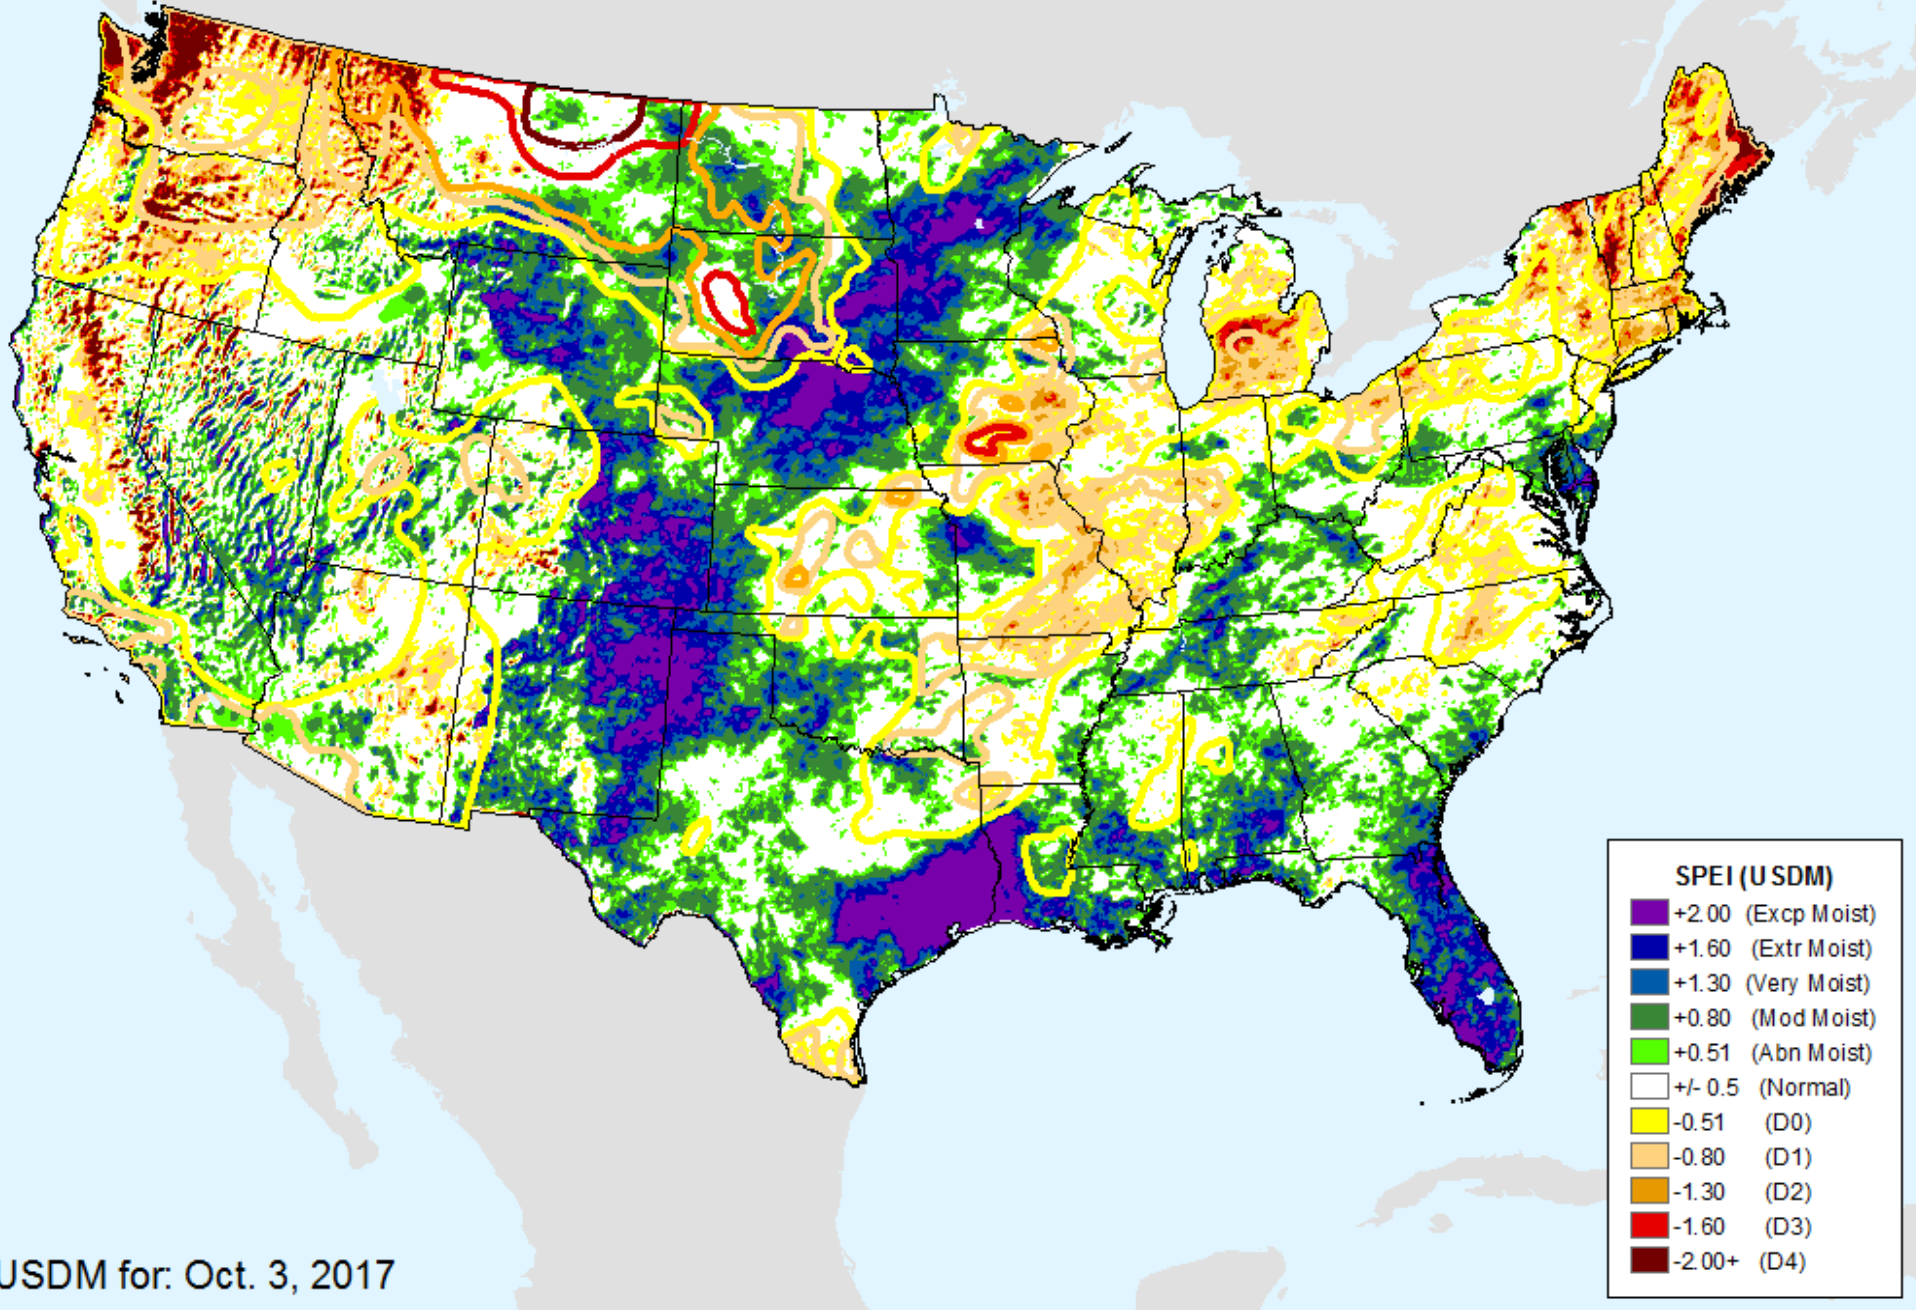 SPEI (USDM)
+2.00 (Excp Moist)
+1.60 (Extr Moist)
+1.30 (Very Moist)
+0.80 (Mod Moist)
+0.51 (Abn Moist)
+/- 0.5 (Normal)
-0.51 (D0)
-0.80 (D1)
-1.30 (D2)
-1.60 (D3)
-2.00+ (D4)
USDM for: Oct. 3, 2017